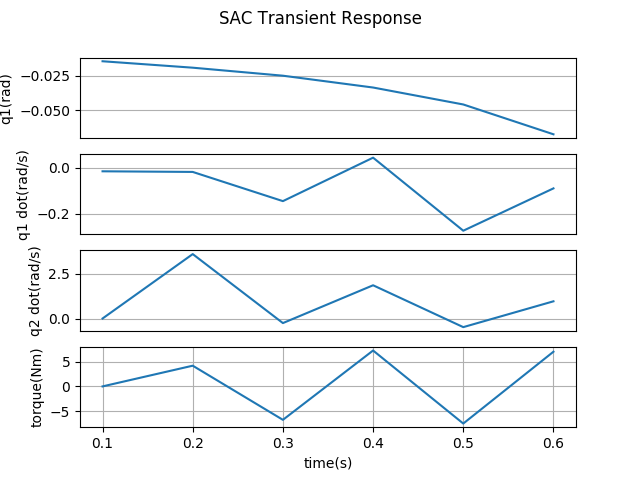 SAC Transient Response
q1(rad)
−0.025
−0.050
q1 dot(rad/s)
0.0
−0.2
q2 dot(rad/s)
2.5
0.0
torque(Nm)
5
0
−5
0.1 0.2 0.3 0.4 0.5 0.6
time(s)